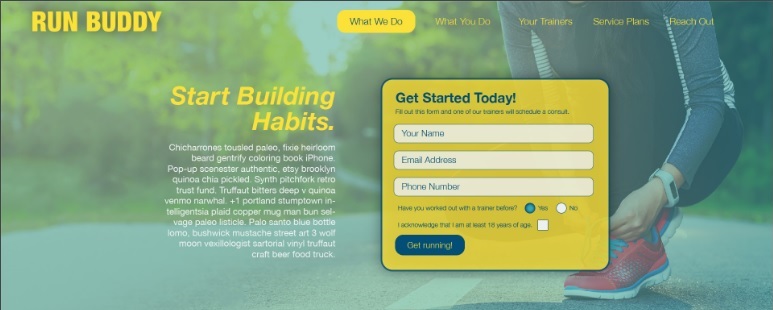 RUN BUDDY
What We Do
What You Do
Your Trainers
Service Plans
Reach Out
Start Building
Habits.
Chicharrones tousled paleo, fixie heirloom
beard gentrify coloring book iPhone.
Pop-up scenester authentic, etsy brooklyn
quinoa chia pickled. Synth pitchfork retro
trust fund. Truffaut bitters deep v quinoa
venmo narwhal. +1 portland stumptown in-
telligentsia plaid copper mug man bun sel-
vage paleo listicle. Palo santo blue bottle
lomo, bushwick mustache street art 3 wolf
moon vexillologist sartorial vinyl truffaut
craft beer food truck.
Get Started Today!
Fill out this form and one of our trainers will schedule a consult.
Your Name
Email Address
Phone Number
Have you worked out with a trainer before? Yes No
I acknowledge that I am at least 18 years of age.
Get running!